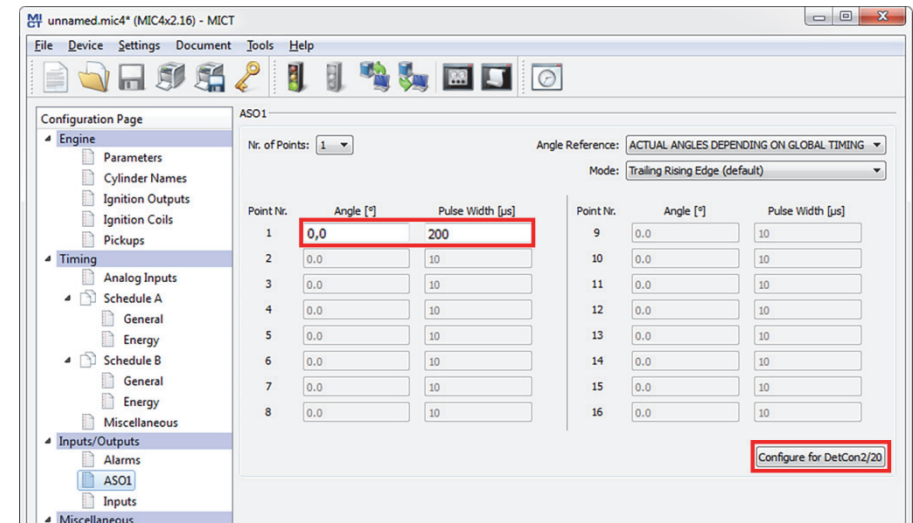 MICT unnamed.mic4* (MIC4x2.16) - MICT
File Device Settings Document Tools Help
Configuration Page
Engine
Parameters
Cylinder Names
Ignition Outputs
Ignition Coils
Pickups
Timing
Analog Inputs
Schedule A
General
Energy
Schedule B
General
Energy
Miscellaneous
Inputs/Outputs
Alarms
ASO1
Inputs
Miscellaneous
ASO1
Nr. of Points: 1
Angle Reference: ACTUAL ANGLES DEPENDING ON GLOBAL TIMING
Mode: Trailing Rising Edge (default)
Point Nr. Angle [°] Pulse Width [µs] Point Nr. Angle [°] Pulse Width [µs]
1 0,0 200 9 0.0 10
2 0.0 10 10 0.0 10
3 0.0 10 11 0.0 10
4 0.0 10 12 0.0 10
5 0.0 10 13 0.0 10
6 0.0 10 14 0.0 10
7 0.0 10 15 0.0 10
8 0.0 10 16 0.0 10
Configure for DetCon2/20